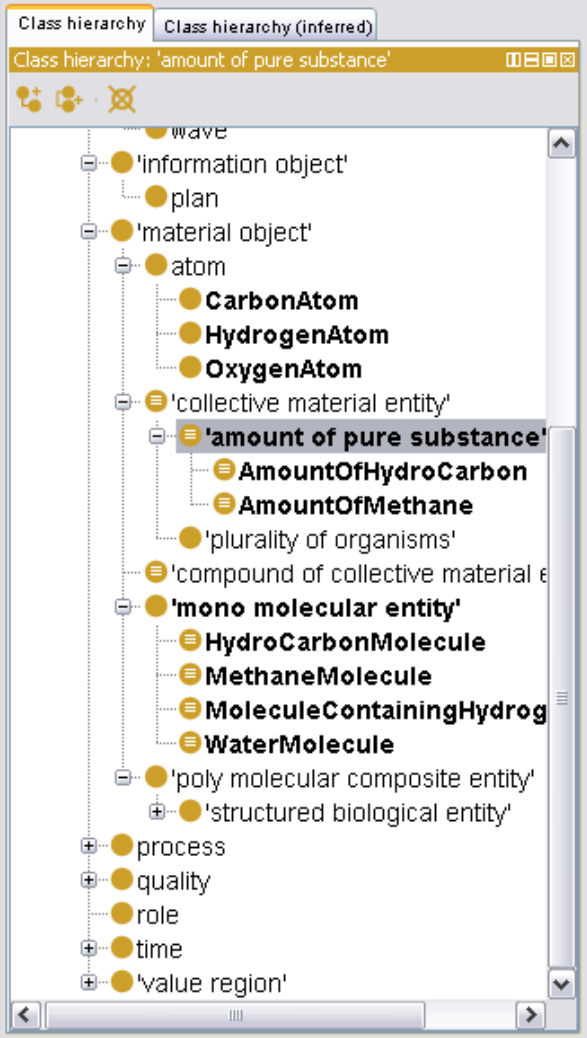 Class hierarchy Class hierarchy (inferred)
Class hierarchy: 'amount of pure substance'
wave
'information object'
plan
'material object'
atom
CarbonAtom
HydrogenAtom
OxygenAtom
'collective material entity'
'amount of pure substance'
AmountOfHydroCarbon
AmountOfMethane
'plurality of organisms'
'compound of collective material e
'mono molecular entity'
HydroCarbonMolecule
MethaneMolecule
MoleculeContainingHydrog
WaterMolecule
'poly molecular composite entity'
'structured biological entity'
process
quality
role
time
'value region'